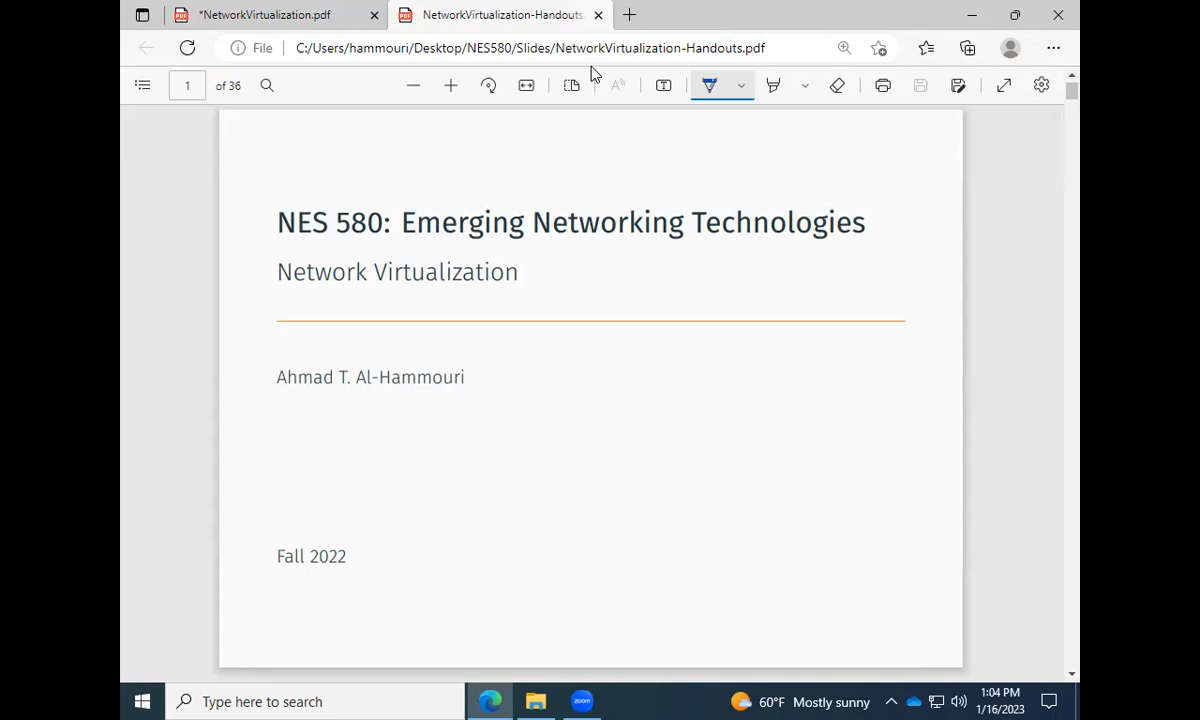 *NetworkVirtualization.pdf
NetworkVirtualization-Handouts.
File
C:/Users/hammouri/Desktop/NES580/Slides/NetworkVirtualization-Handouts.pdf
1 of 36
NES 580: Emerging Networking Technologies
Network Virtualization
Ahmad T. Al-Hammouri
Fall 2022
Type here to search
zoom
60°F Mostly sunny
1:04 PM
1/16/2023